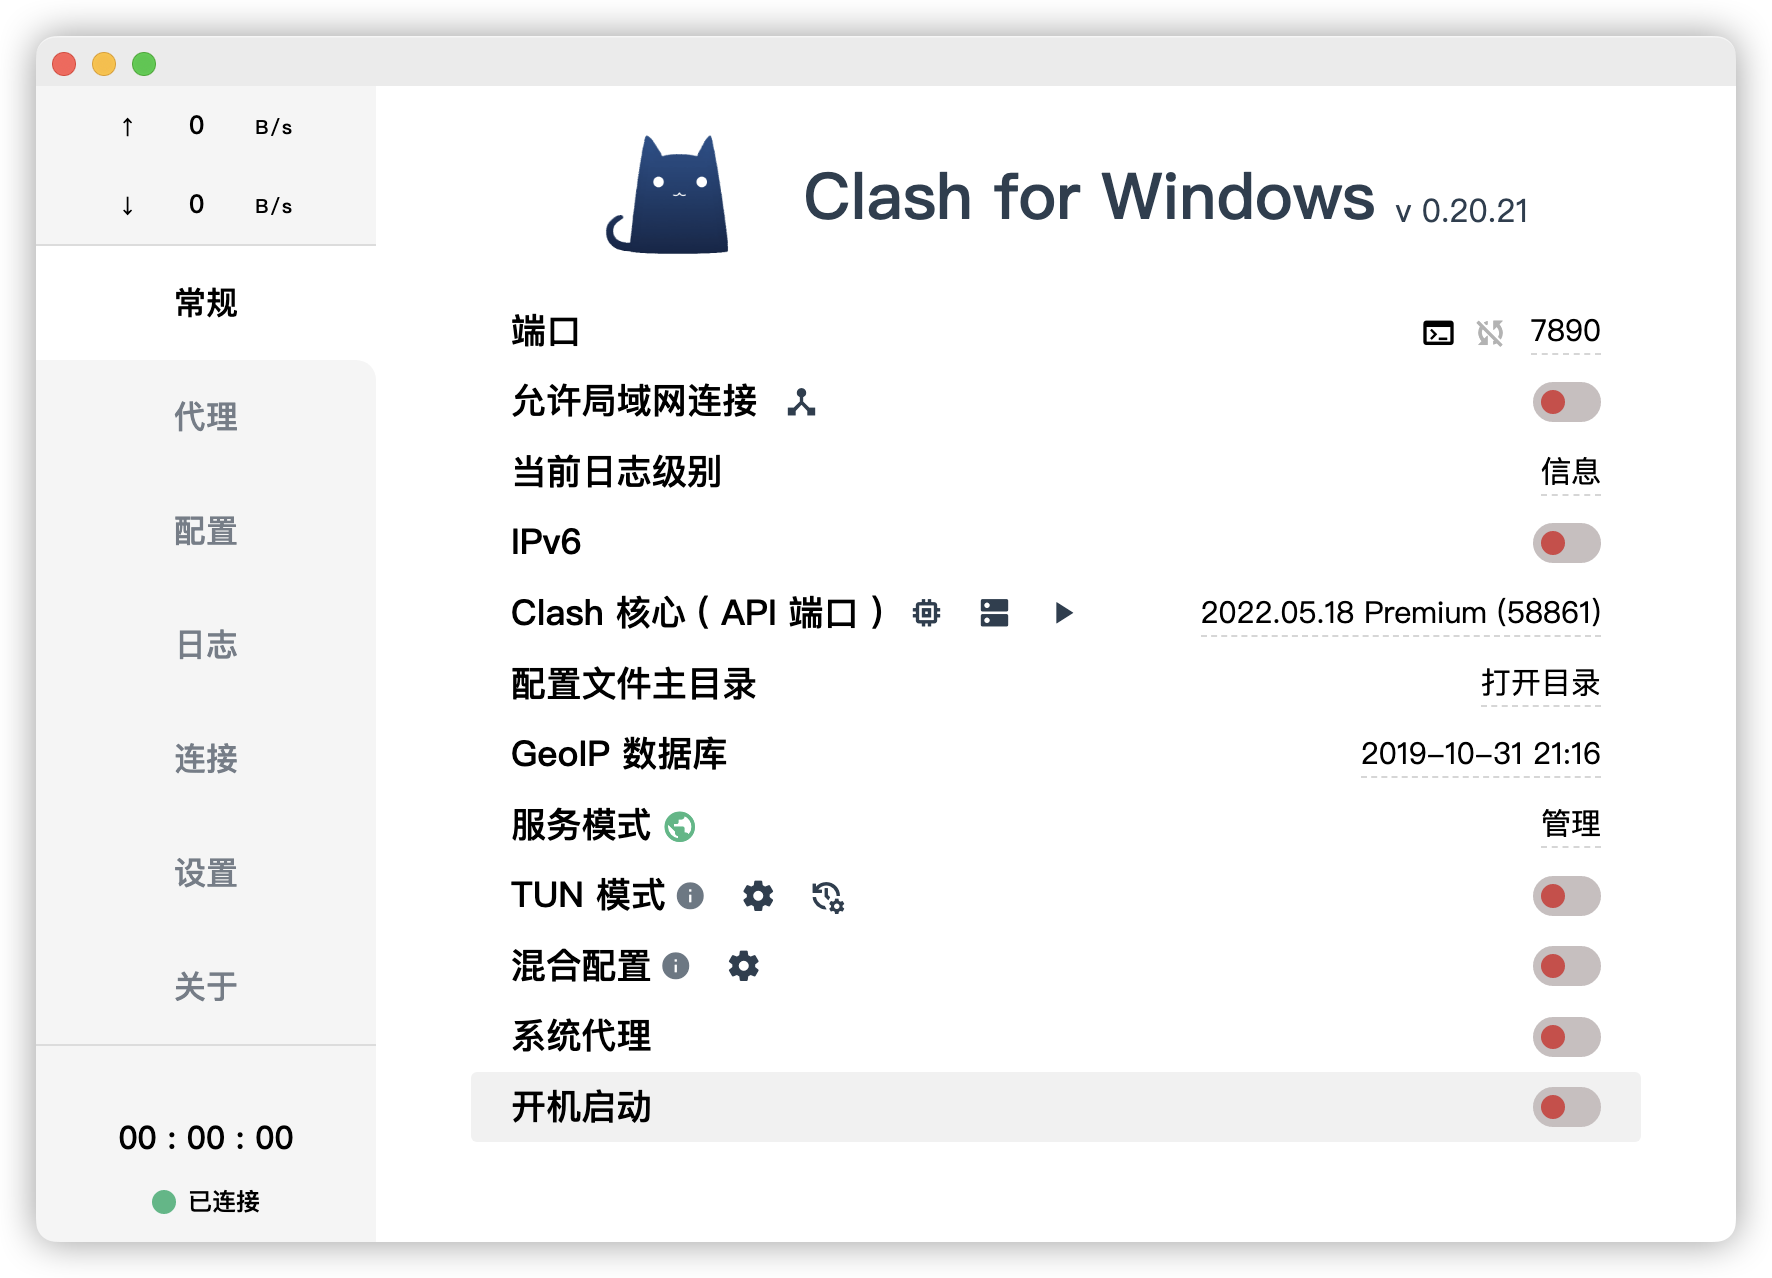 ↑ 0 B/s
↓ 0 B/s
常规
代理
配置
日志
连接
设置
关于
00 : 00 : 00
已连接
Clash for Windows v 0.20.21
端口 7890
允许局域网连接
当前日志级别 信息
IPv6
Clash 核心 ( API 端口 ) 2022.05.18 Premium (58861)
配置文件主目录 打开目录
GeoIP 数据库 2019-10-31 21:16
服务模式 管理
TUN 模式
混合配置
系统代理
开机启动